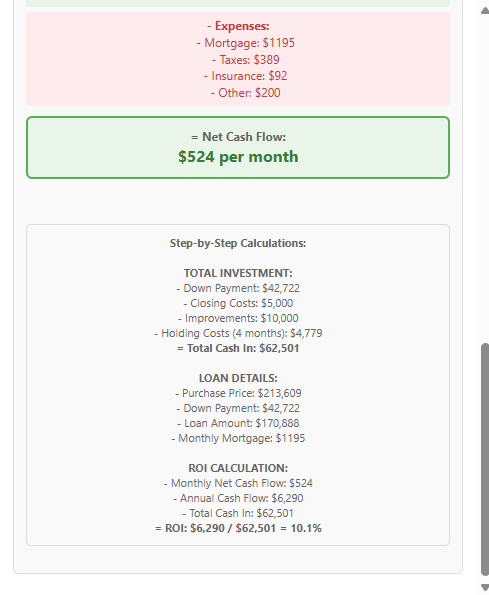 - Expenses:
- Mortgage: $1195
- Taxes: $389
- Insurance: $92
- Other: $200
= Net Cash Flow:
$524 per month
Step-by-Step Calculations:
TOTAL INVESTMENT:
- Down Payment: $42,722
- Closing Costs: $5,000
- Improvements: $10,000
- Holding Costs (4 months): $4,779
= Total Cash In: $62,501
LOAN DETAILS:
- Purchase Price: $213,609
- Down Payment: $42,722
- Loan Amount: $170,888
- Monthly Mortgage: $1195
ROI CALCULATION:
- Monthly Net Cash Flow: $524
- Annual Cash Flow: $6,290
- Total Cash In: $62,501
= ROI: $6,290 / $62,501 = 10.1%